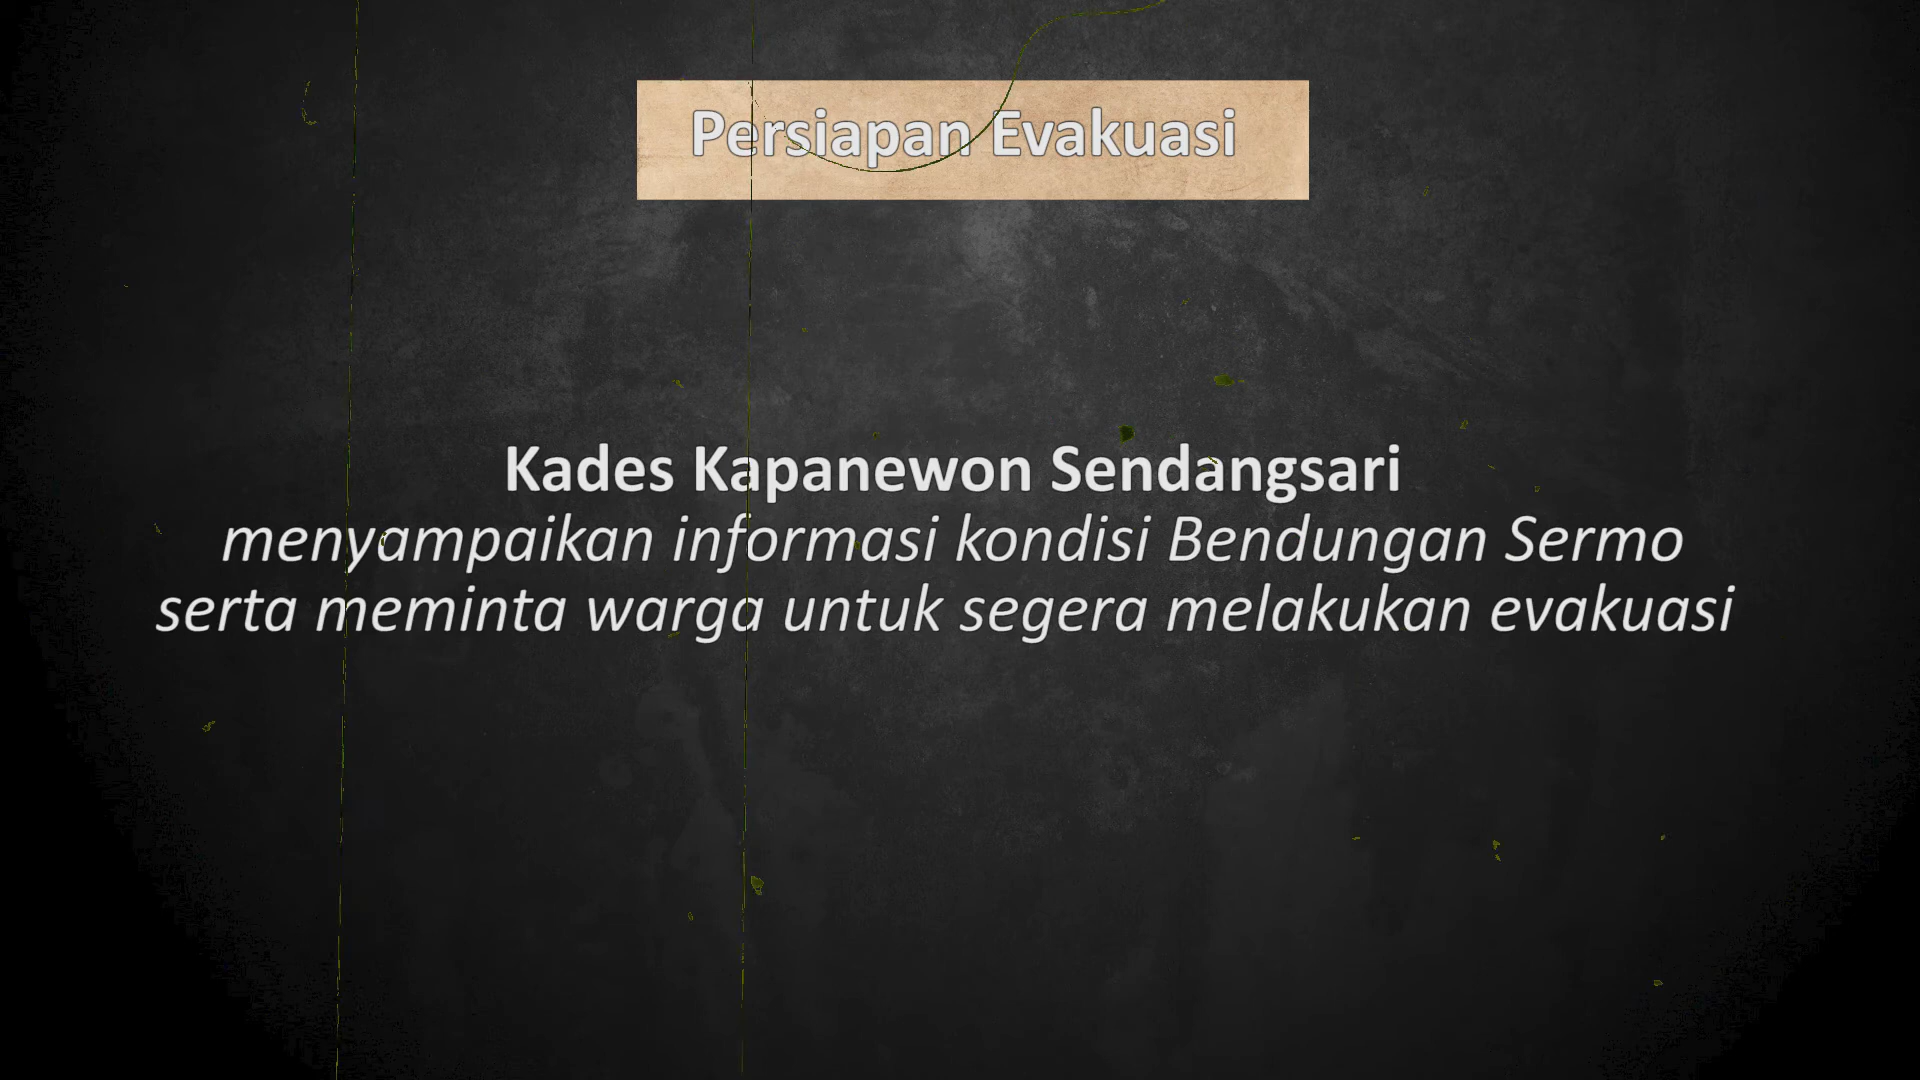 Persiapan Evakuasi
Kades Kapanewon Sendangsari
menyampaikan informasi kondisi Bendungan Sermo
serta meminta warga untuk segera melakukan evakuasi